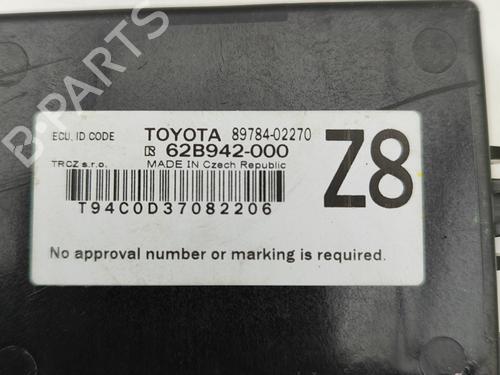 ECU, ID CODE TOYOTA 89784-02270
62B942-000
TRCZ s.r.o. MADE IN Czech Republic
Z8
T94C0D37082206
No approval number or marking is required.
B-PARTS